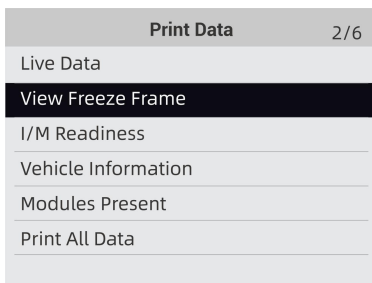 Print Data 2/6
Live Data
View Freeze Frame
I/M Readiness
Vehicle Information
Modules Present
Print All Data